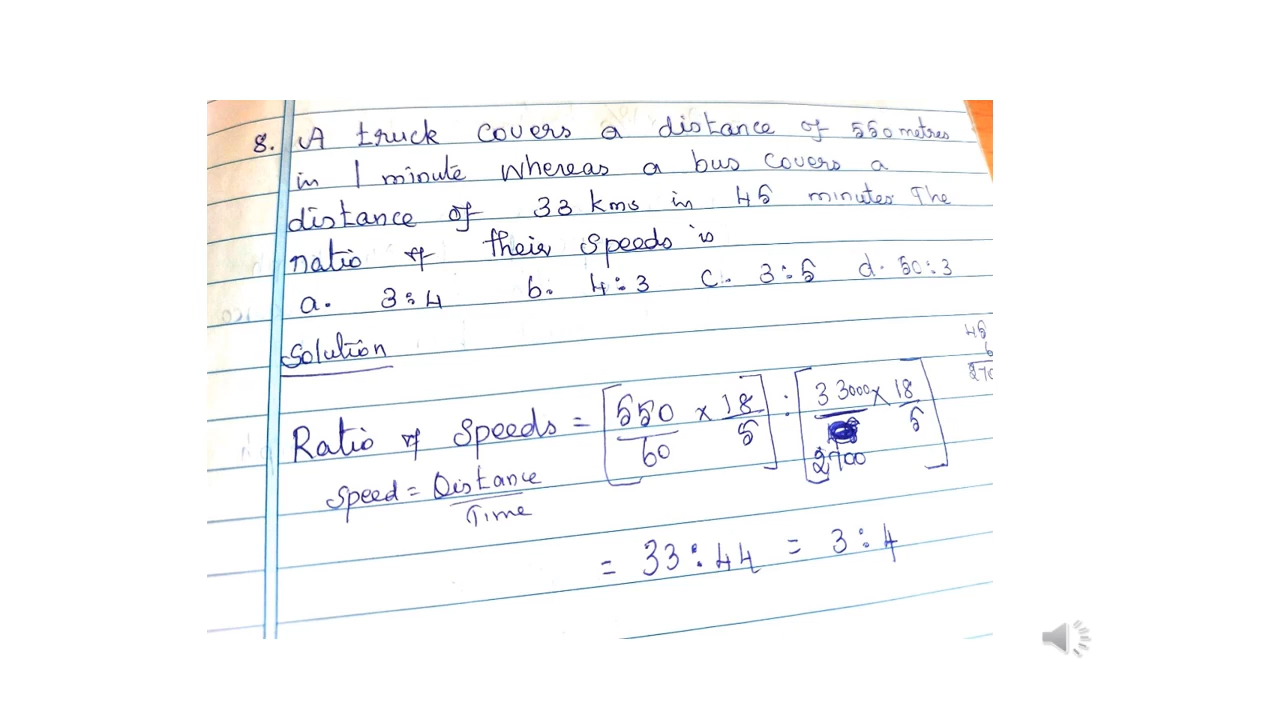 8. A truck covers a distance of 550 metres
in 1 minute whereas a bus covers a
distance of 33 kms in 45 minutes The
ratio of their speeds is
a. 3:4 b. 4:3 c. 3:5 d. 50:3
Solution
45
6
270
Ratio of speeds = [550/60 × 18/5] : [33000/2700 × 18/5]
Speed = Distance/Time
= 33:44 = 3:4